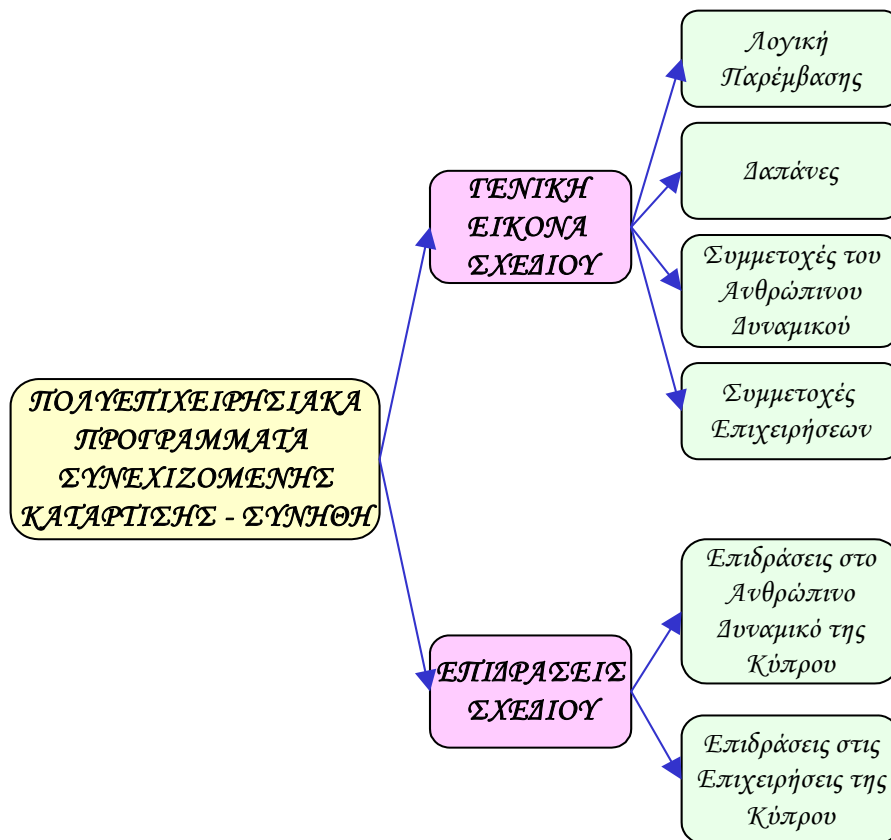 ΠΟΛΥΕΠΙΧΕΙΡΗΣΙΑΚΑ
ΠΡΟΓΡΑΜΜΑΤΑ
ΣΥΝΕΧΙΖΟΜΕΝΗΣ
ΚΑΤΑΡΤΙΣΗΣ - ΣΥΝΗΘΗ
ΓΕΝΙΚΗ
ΕΙΚΟΝΑ
ΣΧΕΔΙΟΥ
Λογική
Παρέμβασης
Δαπάνες
Συμμετοχές του
Ανθρώπινου
Δυναμικού
Συμμετοχές
Επιχειρήσεων
ΕΠΙΔΡΑΣΕΙΣ
ΣΧΕΔΙΟΥ
Επιδράσεις στο
Ανθρώπινο
Δυναμικό της
Κύπρου
Επιδράσεις στις
Επιχειρήσεις της
Κύπρου